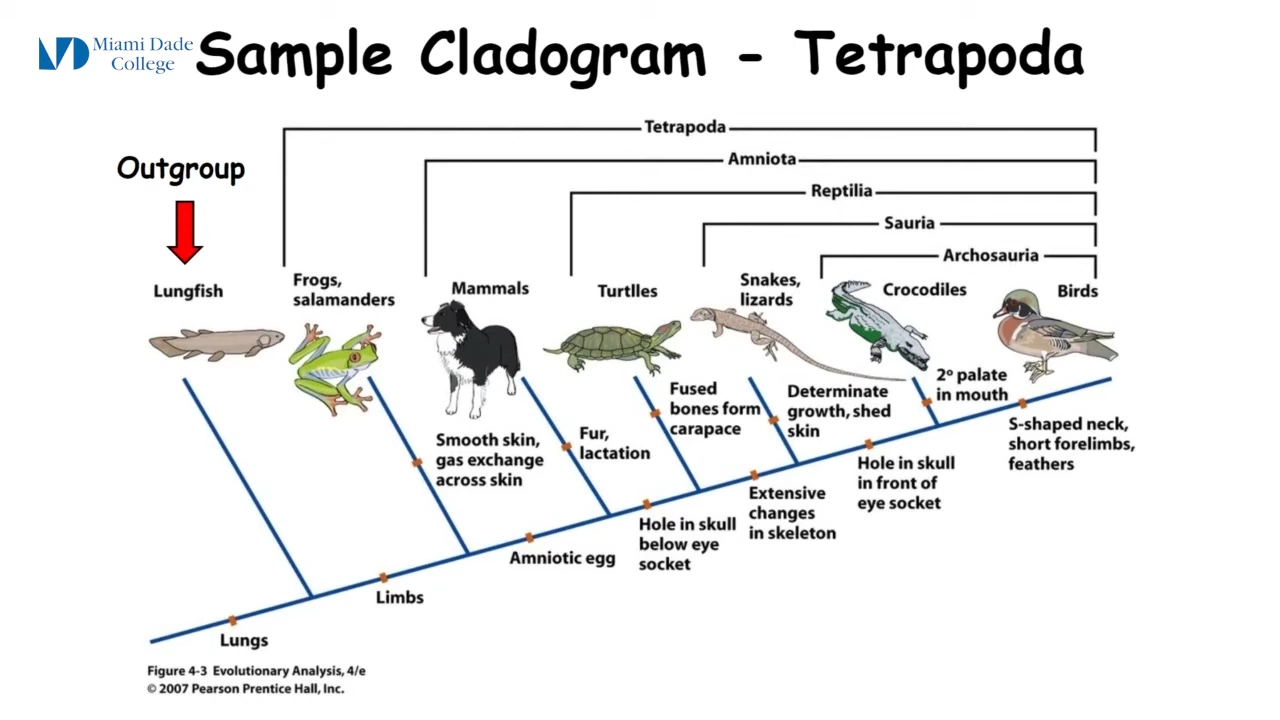 Miami Dade
College
Sample Cladogram - Tetrapoda
Tetrapoda
Outgroup
Amniota
Reptilia
Sauria
Archosauria
Lungfish
Frogs,
salamanders
Mammals
Turtlles
Snakes,
lizards
Crocodiles
Birds
Smooth skin,
gas exchange
across skin
Fur,
lactation
Fused
bones form
carapace
Determinate
growth, shed
skin
2º palate
in mouth
S-shaped neck,
short forelimbs,
feathers
Hole in skull
in front of
eye socket
Extensive
changes
in skeleton
Hole in skull
below eye
socket
Amniotic egg
Limbs
Lungs
Figure 4-3 Evolutionary Analysis, 4/e
© 2007 Pearson Prentice Hall, Inc.